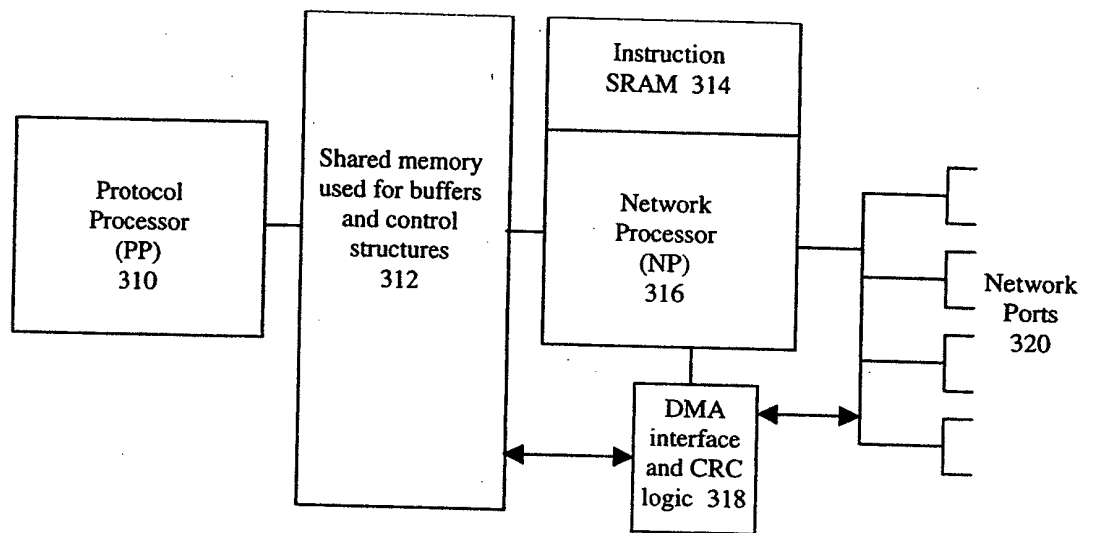 Protocol
Processor
(PP)
310
Shared memory
used for buffers
and control
structures
312
Instruction
SRAM 314
Network
Processor
(NP)
316
DMA
interface
and CRC
logic 318
Network
Ports
320